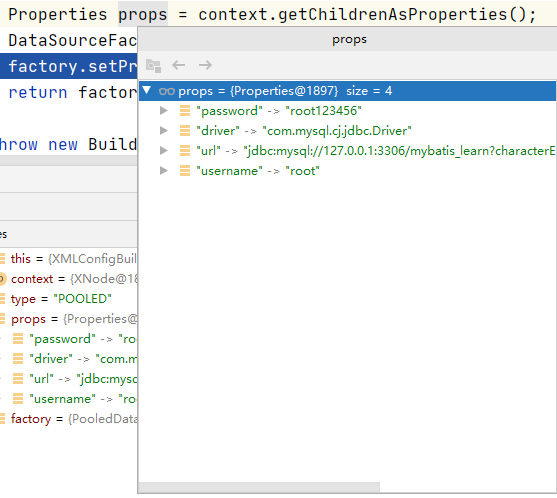 Properties props = context.getChildrenAsProperties();
DataSourceFac
factory.setPr
return factor
hrow new Build
props
props = {Properties@1897} size = 4
"password" -> "root123456"
"driver" -> "com.mysql.cj.jdbc.Driver"
"url" -> "jdbc:mysql://127.0.0.1:3306/mybatis_learn?characterE
"username" -> "root"
es
this = {XMLConfigBuil
context = {XNode@18
type = "POOLED"
props = {Properties@
"password" -> "ro
"driver" -> "com.m
"url" -> "jdbc:mysc
"username" -> "ro
factory = {PooledData